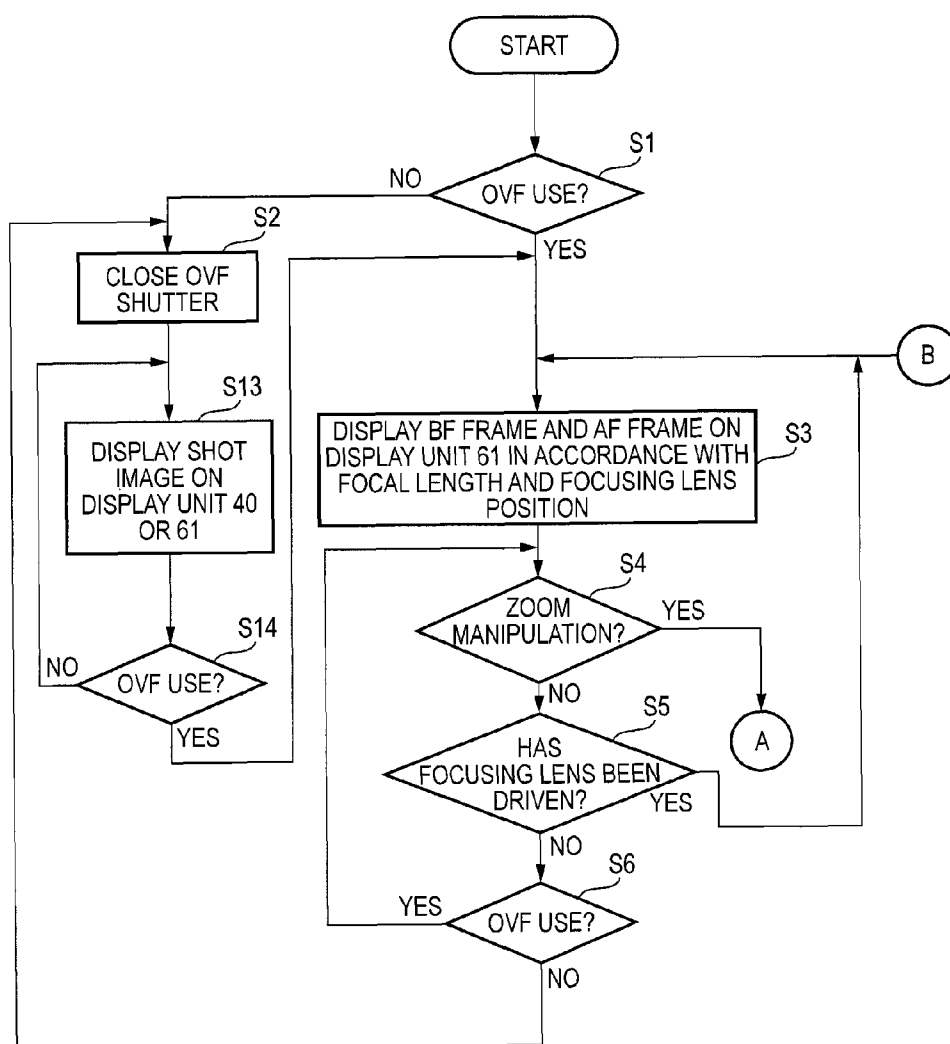 START
S1
NO
OVF USE?
S2
YES
CLOSE OVF
SHUTTER
B
S13
DISPLAY SHOT
IMAGE ON
DISPLAY UNIT 40
OR 61
DISPLAY BF FRAME AND AF FRAME ON
DISPLAY UNIT 61 IN ACCORDANCE WITH
FOCAL LENGTH AND FOCUSING LENS
POSITION
S3
S4
ZOOM
MANIPULATION?
YES
S14
NO
OVF USE?
YES
NO
S5
A
HAS
FOCUSING LENS BEEN
DRIVEN?
YES
NO
S6
YES
OVF USE?
NO